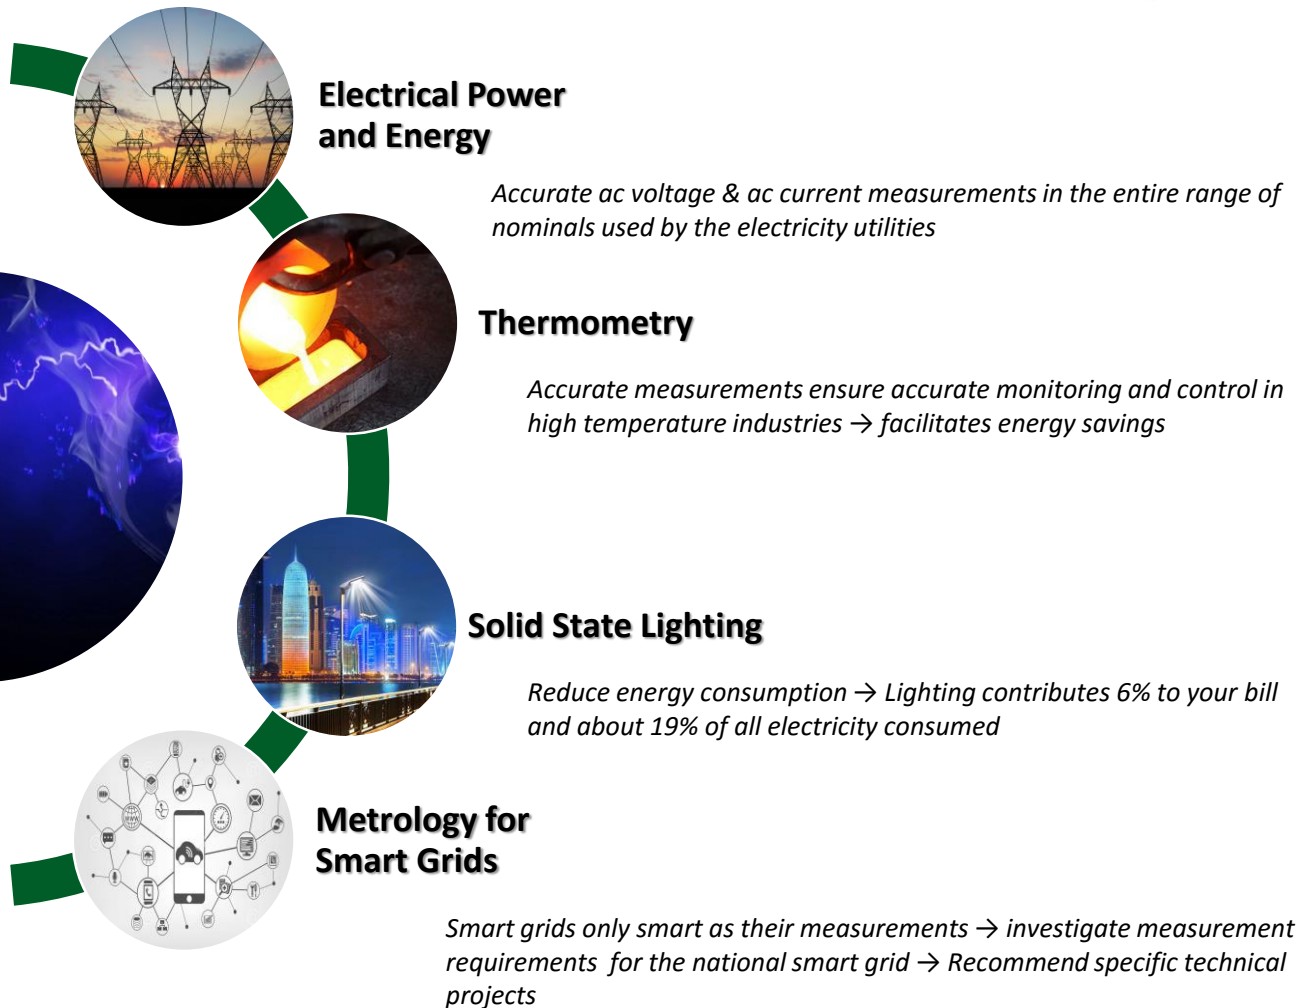 Electrical Power
and Energy
Accurate ac voltage & ac current measurements in the entire range of
nominals used by the electricity utilities
Thermometry
Accurate measurements ensure accurate monitoring and control in
high temperature industries → facilitates energy savings
Solid State Lighting
Reduce energy consumption → Lighting contributes 6% to your bill
and about 19% of all electricity consumed
WWW
Metrology for
Smart Grids
Smart grids only smart as their measurements → investigate measurement
requirements for the national smart grid → Recommend specific technical
projects